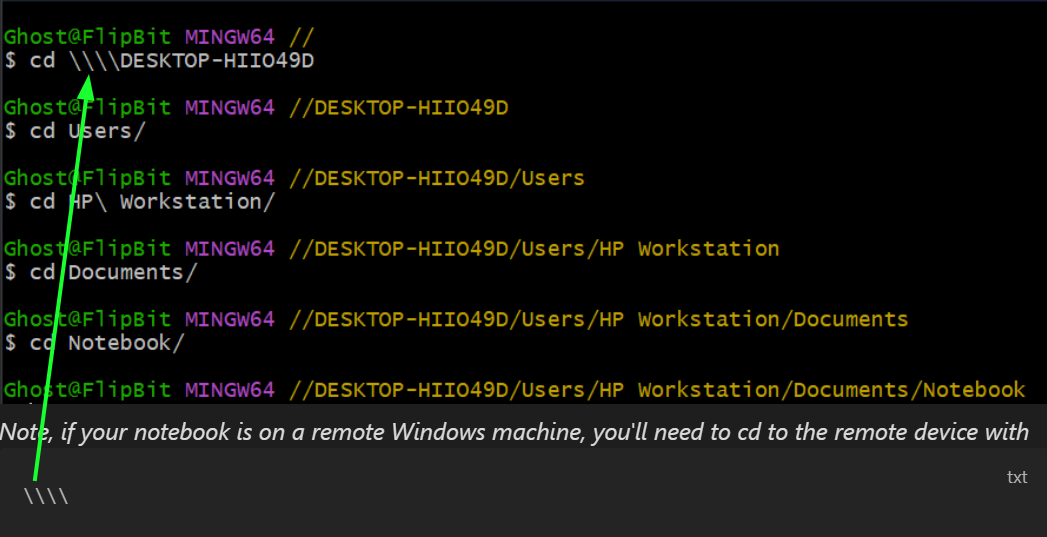 Ghost@FlipBit MINGW64 //
$ cd \\\\DESKTOP-HIIO49D
Ghost@FlipBit MINGW64 //DESKTOP-HIIO49D
$ cd Users/
Ghost@FlipBit MINGW64 //DESKTOP-HIIO49D/Users
$ cd HP\ Workstation/
Ghost@FlipBit MINGW64 //DESKTOP-HIIO49D/Users/HP Workstation
$ cd Documents/
Ghost@FlipBit MINGW64 //DESKTOP-HIIO49D/Users/HP Workstation/Documents
$ cd Notebook/
Ghost@FlipBit MINGW64 //DESKTOP-HIIO49D/Users/HP Workstation/Documents/Notebook
Note, if your notebook is on a remote Windows machine, you'll need to cd to the remote device with
txt
\\\\